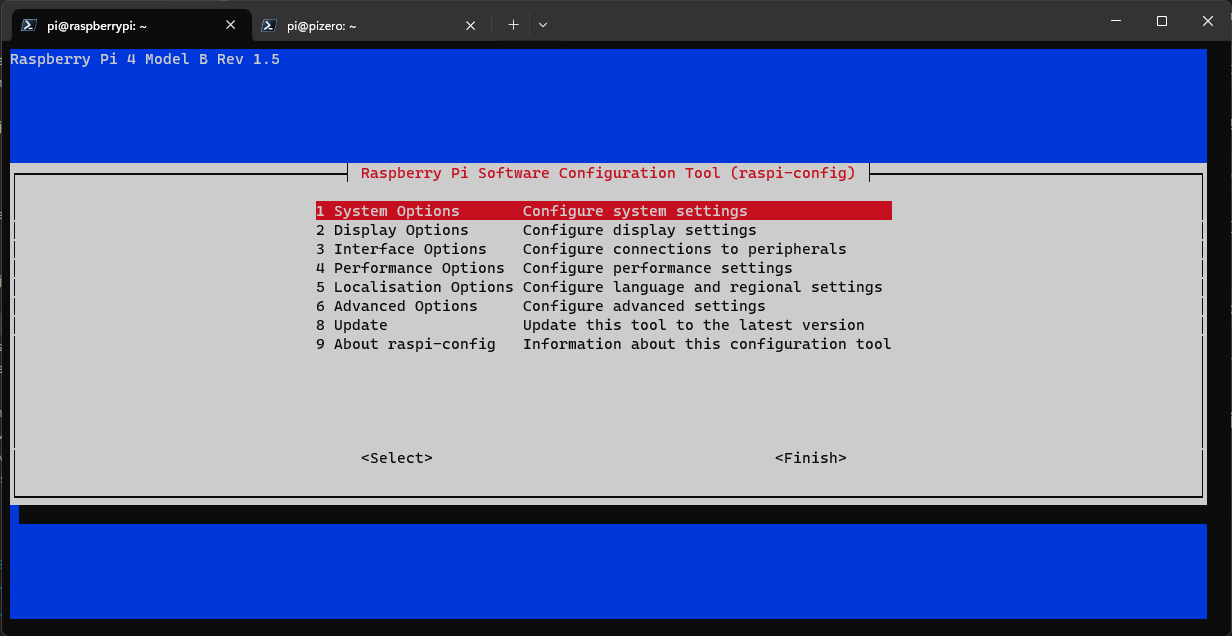 pi@raspberrypi: ~
pi@pizero: ~
Raspberry Pi 4 Model B Rev 1.5
Raspberry Pi Software Configuration Tool (raspi-config)
1 System Options Configure system settings
2 Display Options Configure display settings
3 Interface Options Configure connections to peripherals
4 Performance Options Configure performance settings
5 Localisation Options Configure language and regional settings
6 Advanced Options Configure advanced settings
8 Update Update this tool to the latest version
9 About raspi-config Information about this configuration tool
<Select> <Finish>